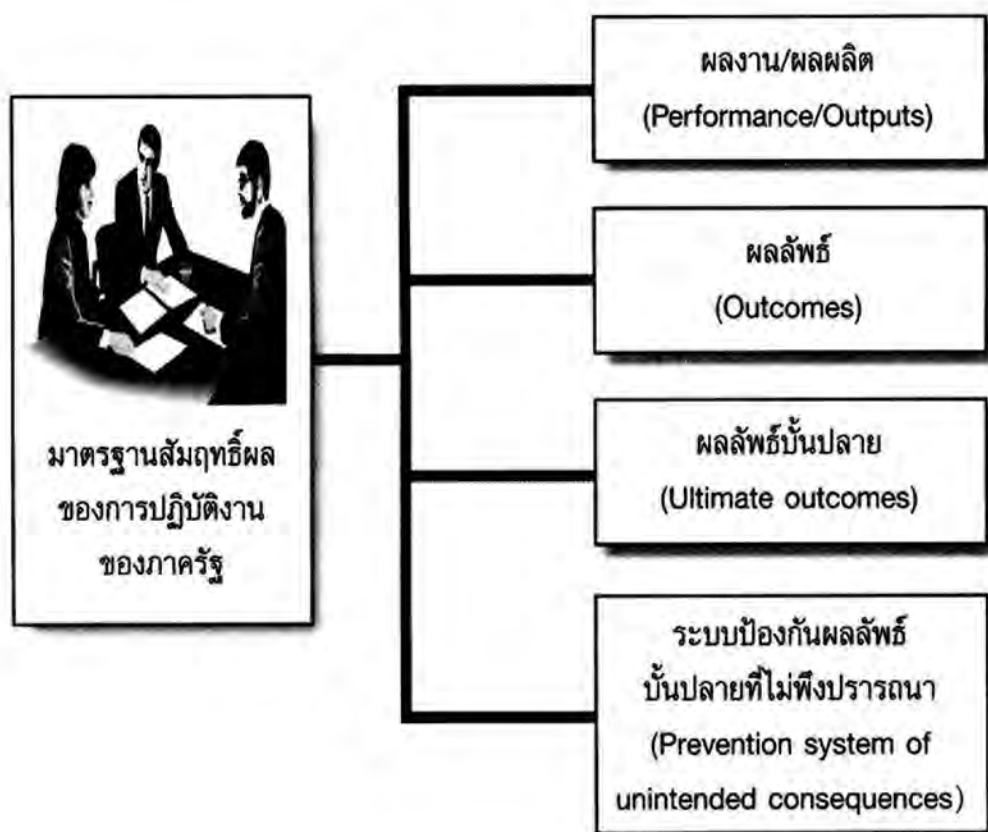 มาตรฐานสัมฤทธิ์ผล
ของการปฏิบัติงาน
ของภาครัฐ
ผลงาน/ผลผลิต
(Performance/Outputs)
ผลลัพธ์
(Outcomes)
ผลลัพธ์บั้นปลาย
(Ultimate outcomes)
ระบบป้องกันผลลัพธ์
บั้นปลายที่ไม่พึงปรารถนา
(Prevention system of
unintended consequences)